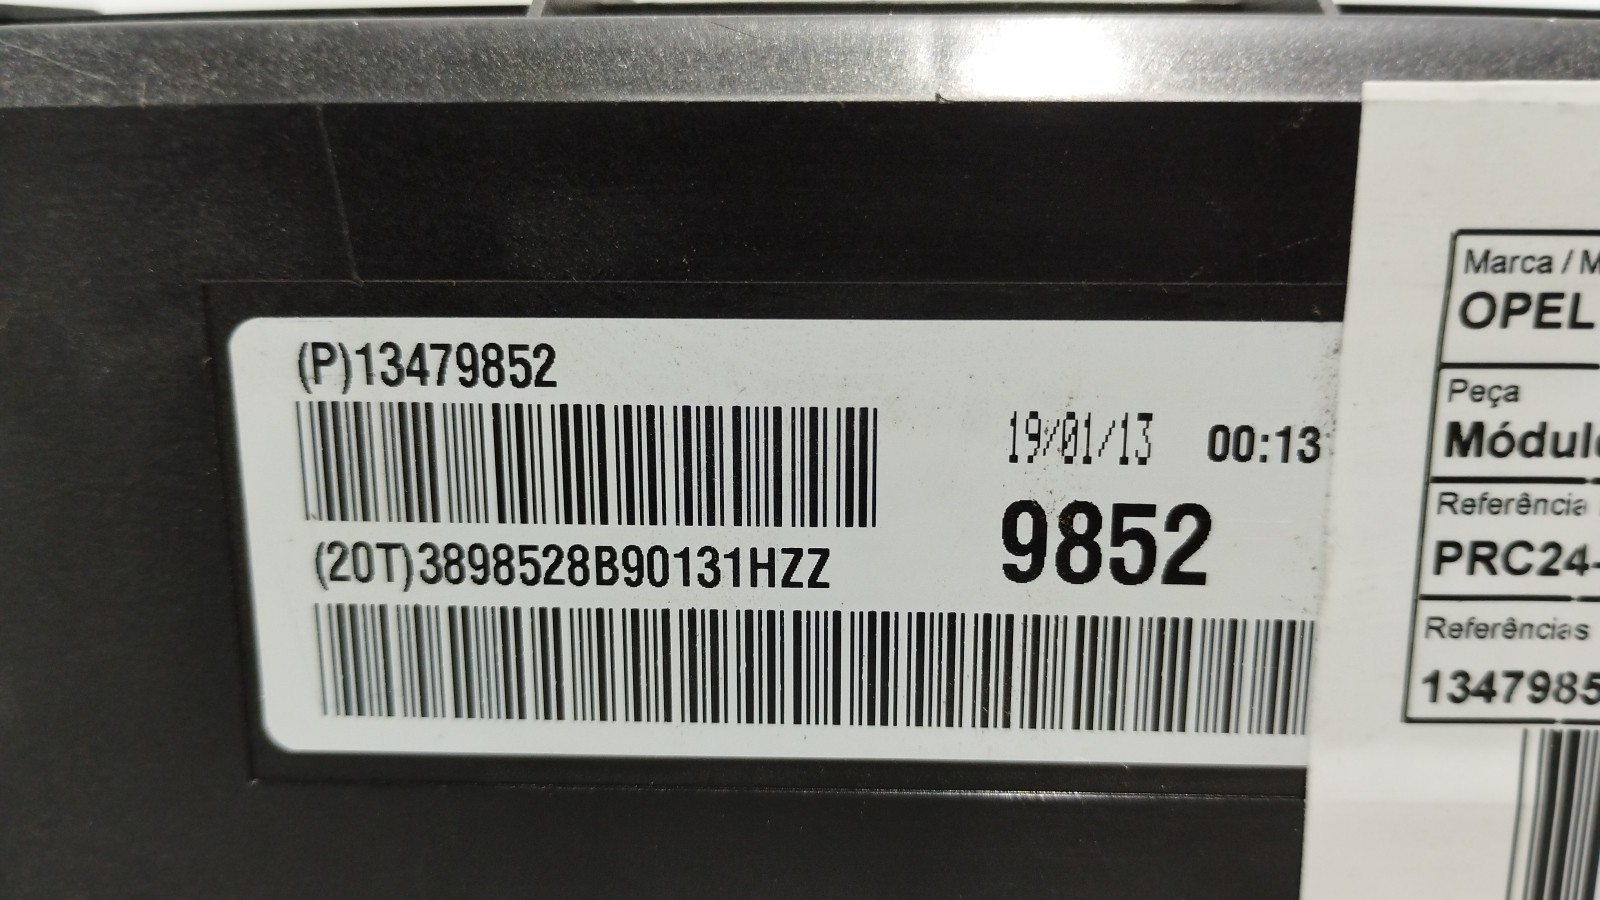 (P)13479852
19/01/13 00:13
9852
(20T)3898528B90131HZZ
Marca / M
OPEL
Peça
Módul
Referência
PRC24-
Referências
1347985